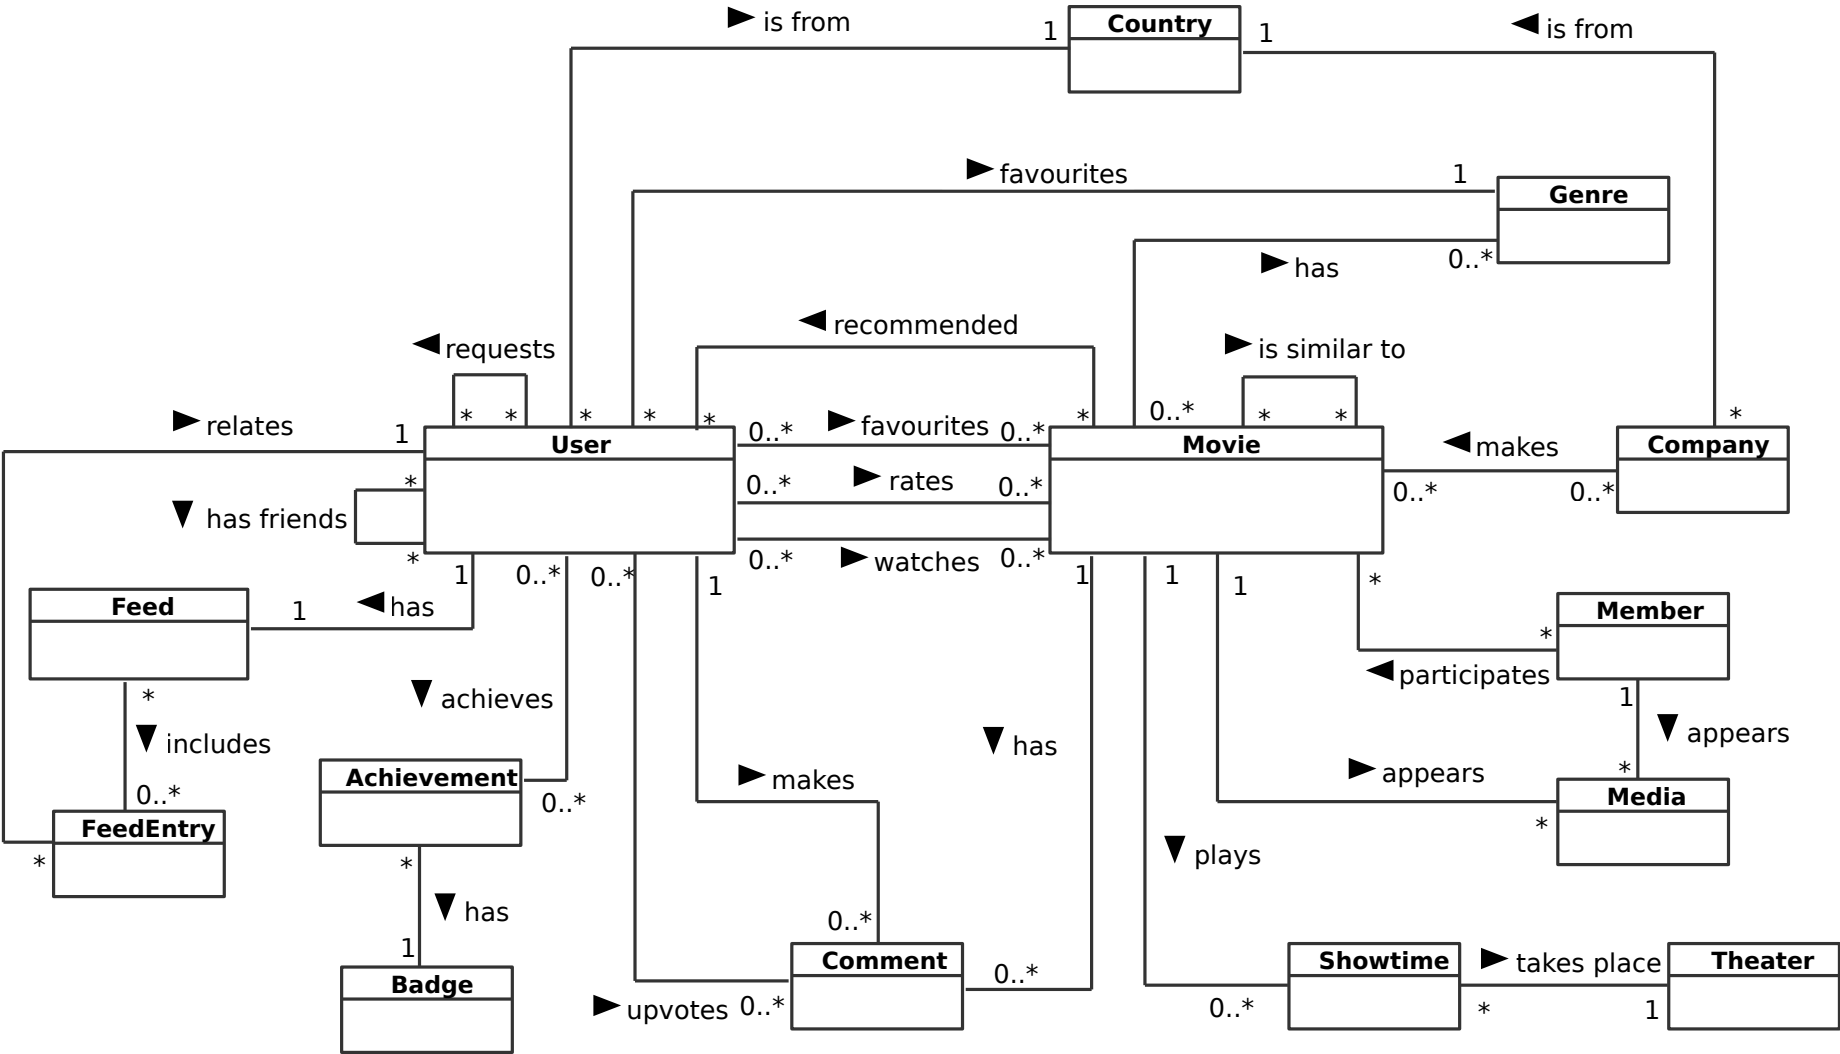 ► is from
1
Country
1
◄ is from
► favourites
1
Genre
► has
0..*
◄ recommended
◄ requests
► is similar to
* * * * *
* 0..* * *
*
► relates
1
User
0..* ► favourites 0..*
Movie
◄ makes
Company
0..* ► rates 0..*
0..* 0..*
*
▼ has friends
*
0..* ► watches 0..*
1 0..* 0..* 1
1 1 1 *
Feed
1 ◄ has
Member
*
◄ participates
1
▼ appears
*
▼ achieves
*
▼ includes
0..*
▼ has
► makes
► appears
*
Media
*
Achievement
0..*
FeedEntry
*
▼ plays
*
▼ has
1
Badge
0..*
Comment
0..*
► upvotes 0..*
Showtime
0..*
► takes place
* 1
Theater